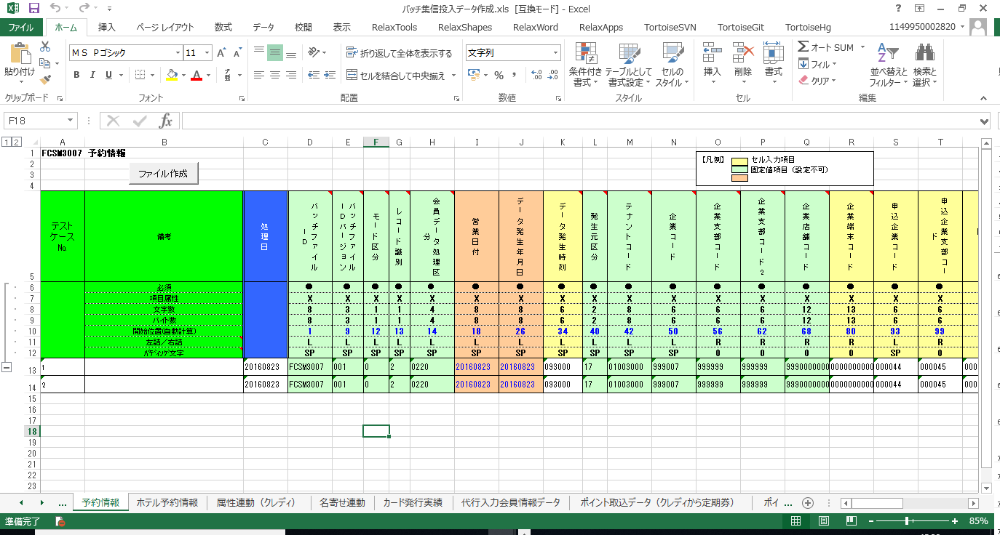 バッチ集信投入データ作成.xls [互換モード] - Excel
ファイル ホーム 挿入 ページ レイアウト 数式 データ 校閲 表示 RelaxTools RelaxShapes RelaxWord RelaxApps TortoiseSVN TortoiseGit TortoiseHg 1149950002820
貼り付け
クリップボード
ＭＳ Ｐゴシック 11
B I U
フォント
折り返して全体を表示する
セルを結合して中央揃え
配置
文字列
数値
条件付き書式 テーブルとして書式設定 セルのスタイル
スタイル
挿入 削除 書式
セル
オート SUM
フィル
クリア
並べ替えとフィルター 検索と選択
編集
F18
1 2
A B C D E F G H I J K L M N O P Q R S T
1 FCSM3007 予約情報
2
3
4
ファイル作成
【凡例】 セル入力項目
固定値項目（設定不可）
5 テストケース№ 備考 処理日 バッチファイルID バッチファイルIDバージョン モード区分 レコード識別 会員データ処理区分 営業日付 データ発生年月日 データ発生時刻 発生元区分 テナントコード 企業コード 企業支部コード 企業支部コード2 企業店舗コード 企業端末コード 申込企業コード 申込企業支部コード
6 必須 ● ● ● ● ● ● ● ● ● ● ● ● ● ● ● ● ●
7 項目属性 X X X X X X X X X X X X X X X X X
8 文字数 8 3 1 1 4 8 8 6 2 8 6 6 6 12 13 6 6
9 バイト数 8 3 1 1 4 8 8 6 2 8 6 6 6 12 13 6 6
10 開始位置(自動計算) 1 9 12 13 14 18 26 34 40 42 50 56 62 68 80 93 99
11 左詰／右詰 L L L L L L L L L L L R R R R L R
12 パディング文字 SP SP SP SP SP SP SP SP SP SP SP 0 0 0 0 SP 0
13 1 20160823 FCSM3007 001 0 2 0220 20160823 20160823 093000 17 01003000 999007 999999 999999 9990000000 0000000000 000044 000045 000
14 2 20160823 FCSM3007 001 0 2 0220 20160823 20160823 093000 17 01003000 999007 999999 999999 9990000000 0000000000 000044 000045 000
15
16
17
18
19
20
21
22
23
... 予約情報 ホテル予約情報 属性連動（クレディ） 名寄せ連動 カード発行実績 代行入力会員情報データ ポイント取込データ（クレディから定期券） ポイ ...
準備完了 85%